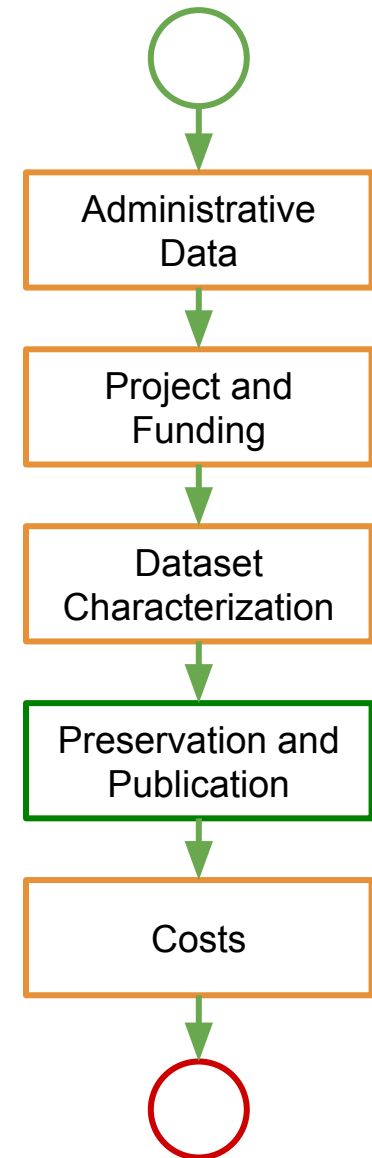 Administrative
Data
Project and
Funding
Dataset
Characterization
Preservation and
Publication
Costs